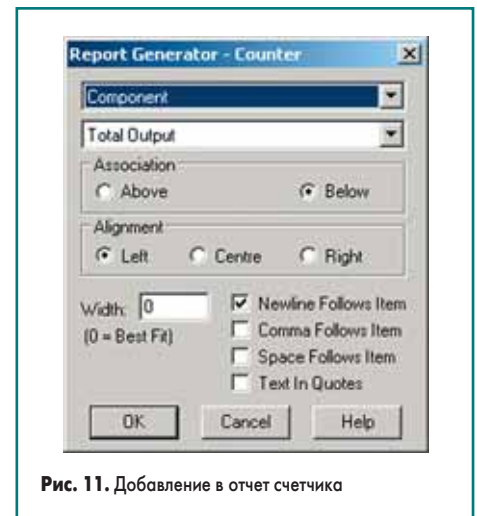 Report Generator - Counter
Component
Total Output
Association
Above Below
Alignment
Left Centre Right
Width: 0
(0 = Best Fit)
Newline Follows Item
Comma Follows Item
Space Follows Item
Text In Quotes
OK Cancel Help
Рис. 11. Добавление в отчет счетчика